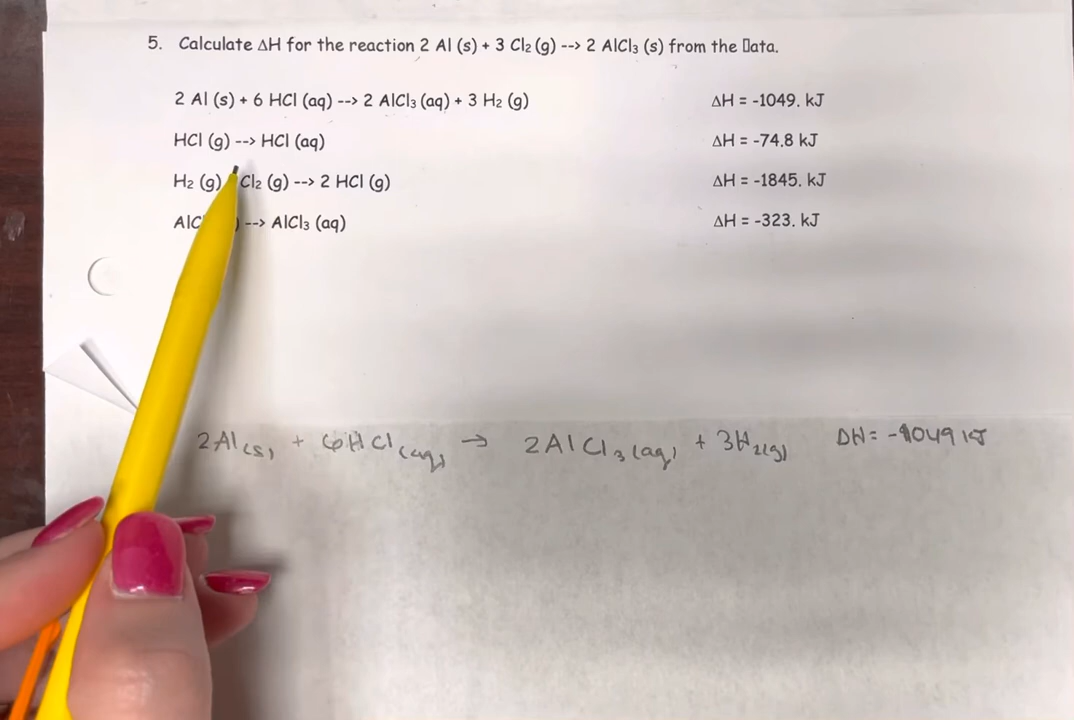 5. Calculate ΔH for the reaction 2 Al (s) + 3 Cl₂ (g) --> 2 AlCl₃ (s) from the data.
2 Al (s) + 6 HCl (aq) --> 2 AlCl₃ (aq) + 3 H₂ (g) ΔH = -1049. kJ
HCl (g) --> HCl (aq) ΔH = -74.8 kJ
H₂ (g) Cl₂ (g) --> 2 HCl (g) ΔH = -1845. kJ
--> AlCl₃ (aq) ΔH = -323. kJ
2Al(s) + 6HCl(aq) → 2AlCl₃(aq) + 3H₂(g) ΔH = -1049 kJ